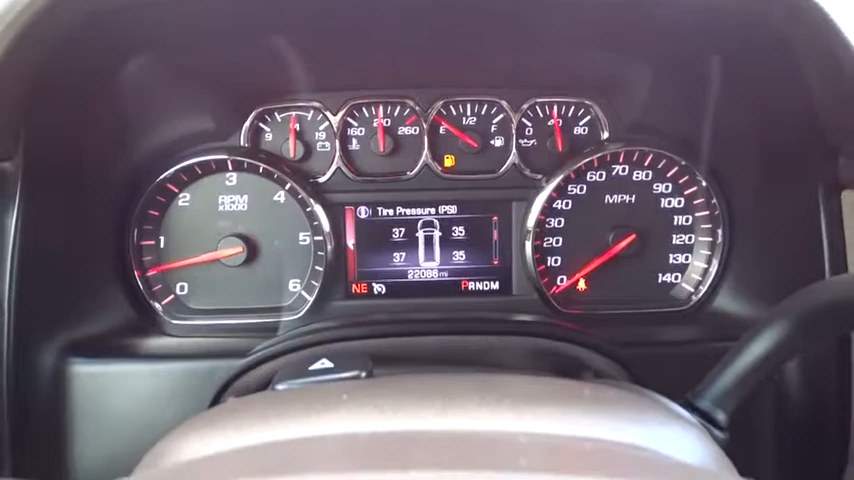 9 14 19
160 210 260
E 1/2 F
0 40 80
0 1 2 3 4 5 6
RPM
X1000
Tire Pressure (PSI)
37 35
37 35
22086 mi
NE
PRNDM
0 10 20 30 40 50 60 70 80 90 100 110 120 130 140
MPH